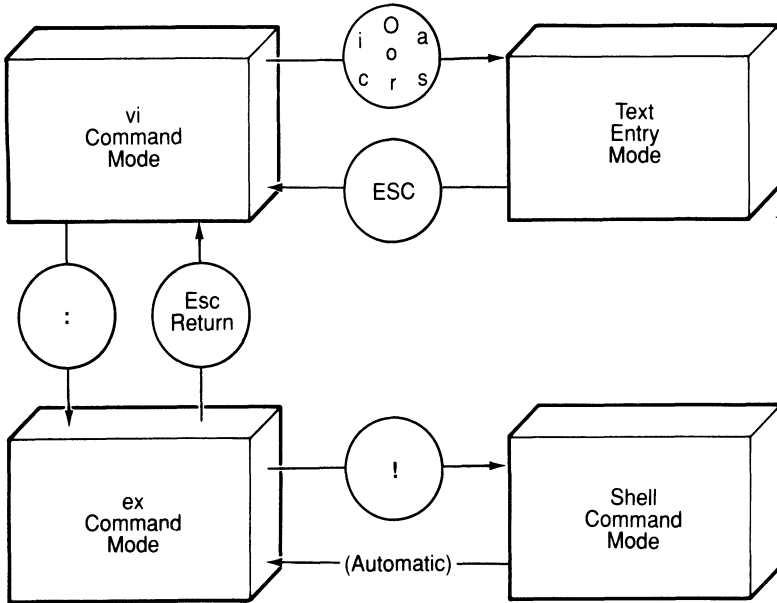 i O a
o
c r s
vi
Command
Mode
Text
Entry
Mode
ESC
:
Esc
Return
ex
Command
Mode
!
Shell
Command
Mode
(Automatic)